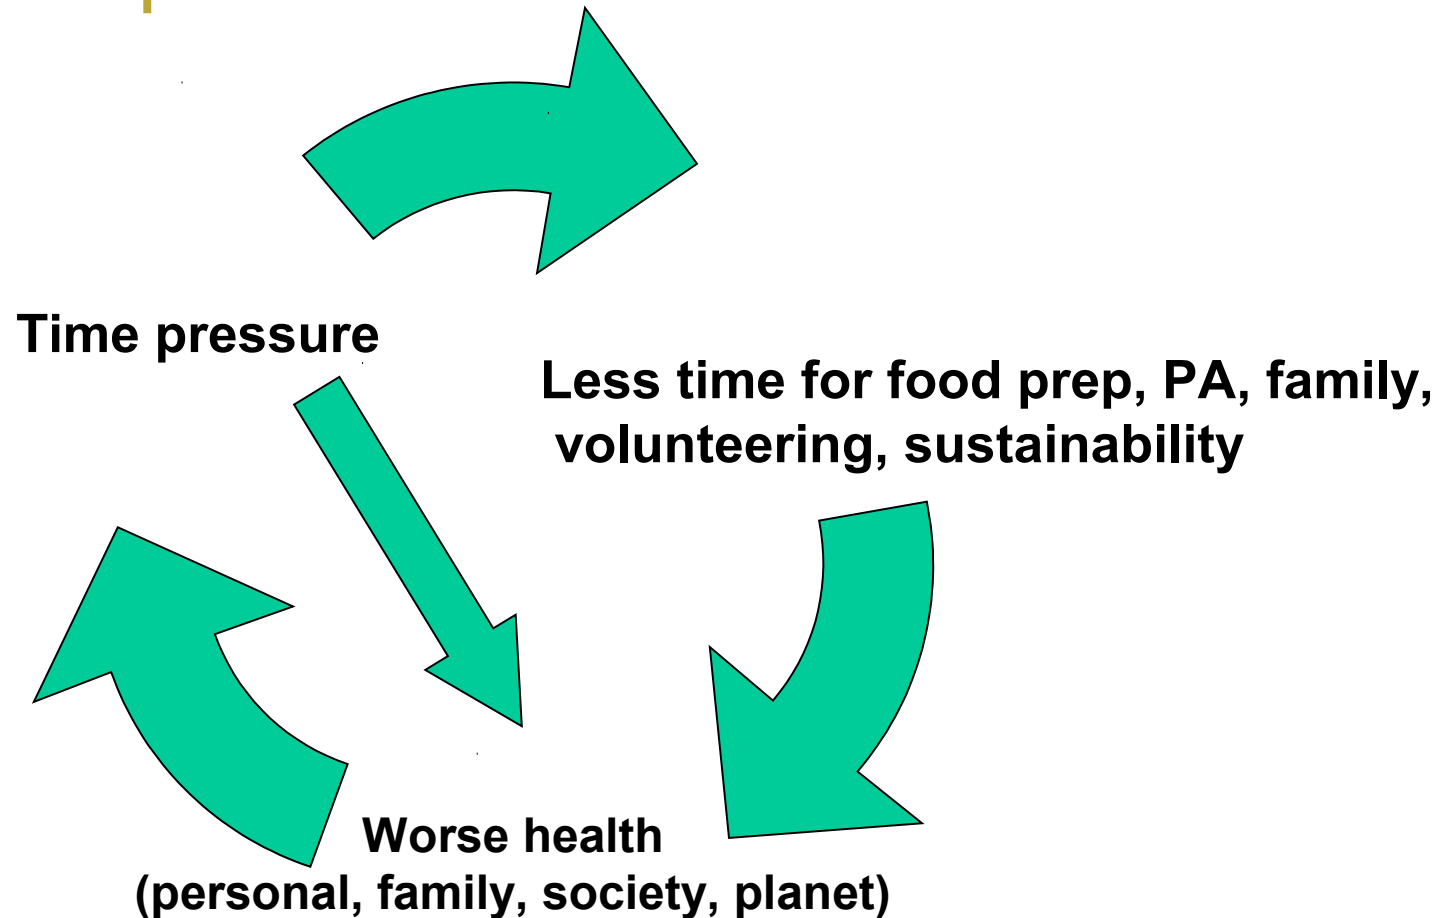 Time pressure
Less time for food prep, PA, family,
volunteering, sustainability
Worse health
(personal, family, society, planet)